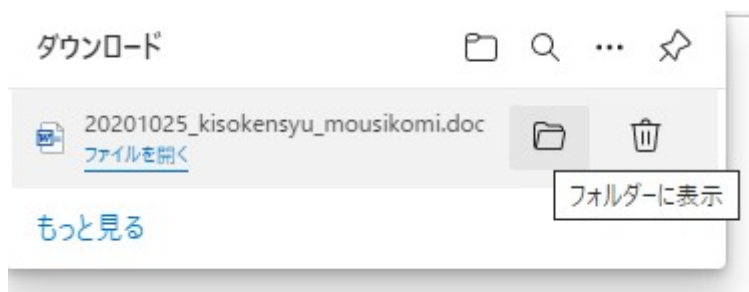 ダウンロード
20201025_kisokensyu_mousikomi.doc
ファイルを開く
フォルダーに表示
もっと見る